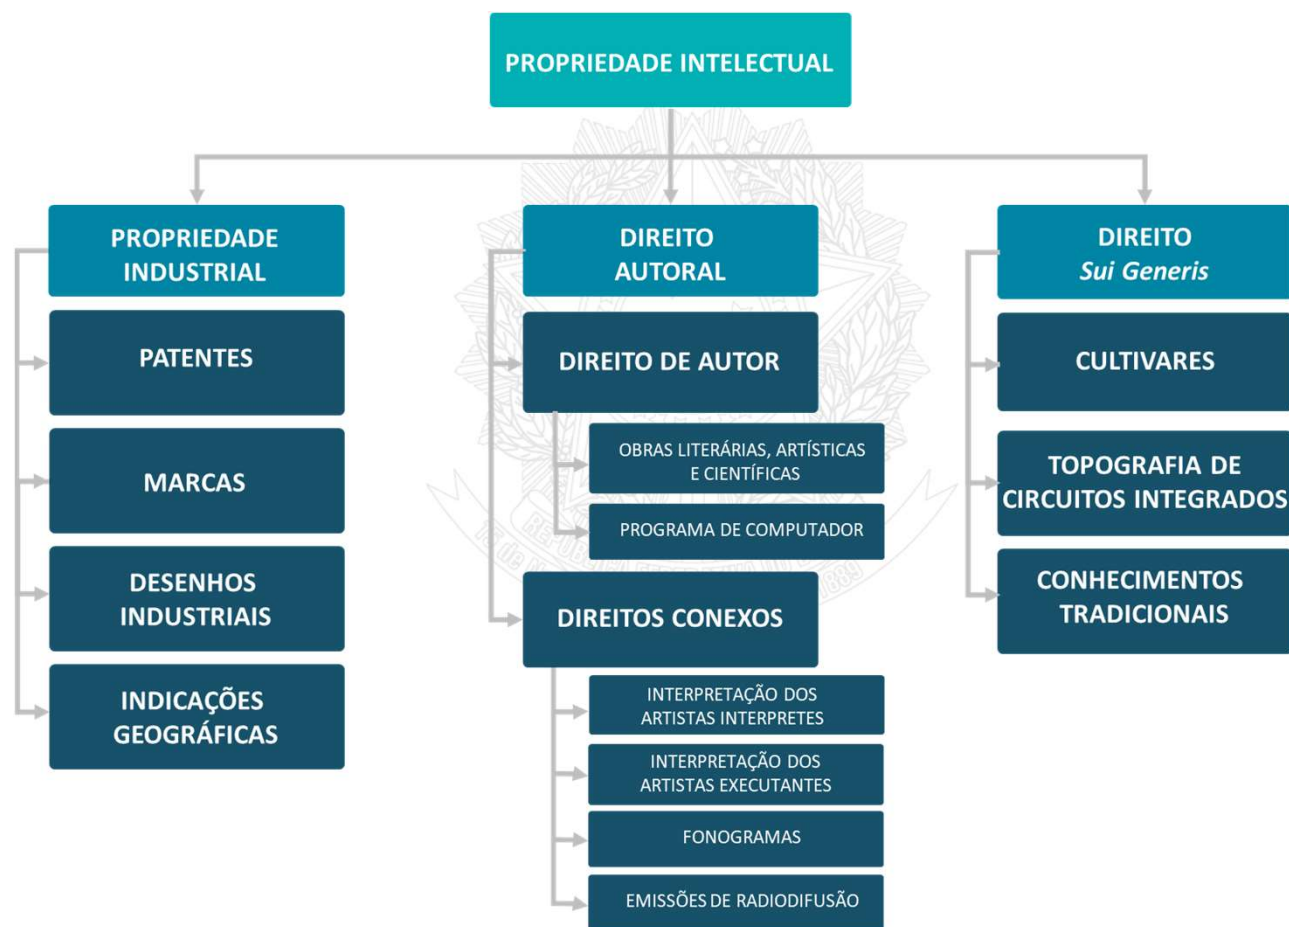 PROPRIEDADE INTELECTUAL
PROPRIEDADE
INDUSTRIAL
PATENTES
MARCAS
DESENHOS
INDUSTRIAIS
INDICAÇÕES
GEOGRÁFICAS
DIREITO
AUTORAL
DIREITO DE AUTOR
OBRAS LITERÁRIAS, ARTÍSTICAS
E CIENTÍFICAS
PROGRAMA DE COMPUTADOR
DIREITOS CONEXOS
INTERPRETAÇÃO DOS
ARTISTAS INTERPRETES
INTERPRETAÇÃO DOS
ARTISTAS EXECUTANTES
FONOGRAMAS
EMISSÕES DE RADIODIFUSÃO
DIREITO
Sui Generis
CULTIVARES
TOPOGRAFIA DE
CIRCUITOS INTEGRADOS
CONHECIMENTOS
TRADICIONAIS